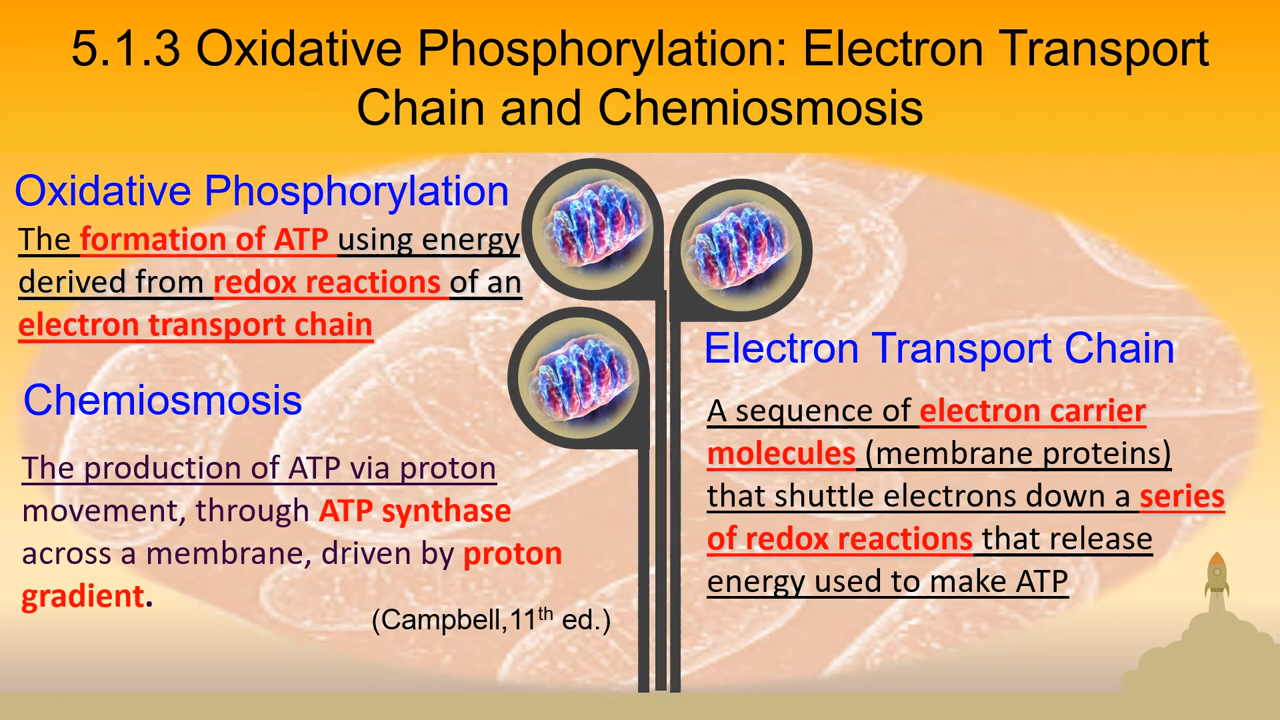 5.1.3 Oxidative Phosphorylation: Electron Transport
Chain and Chemiosmosis
Oxidative Phosphorylation
The formation of ATP using energy
derived from redox reactions of an
electron transport chain
Chemiosmosis
The production of ATP via proton
movement, through ATP synthase
across a membrane, driven by proton
gradient.
(Campbell,11th ed.)
Electron Transport Chain
A sequence of electron carrier
molecules (membrane proteins)
that shuttle electrons down a series
of redox reactions that release
energy used to make ATP